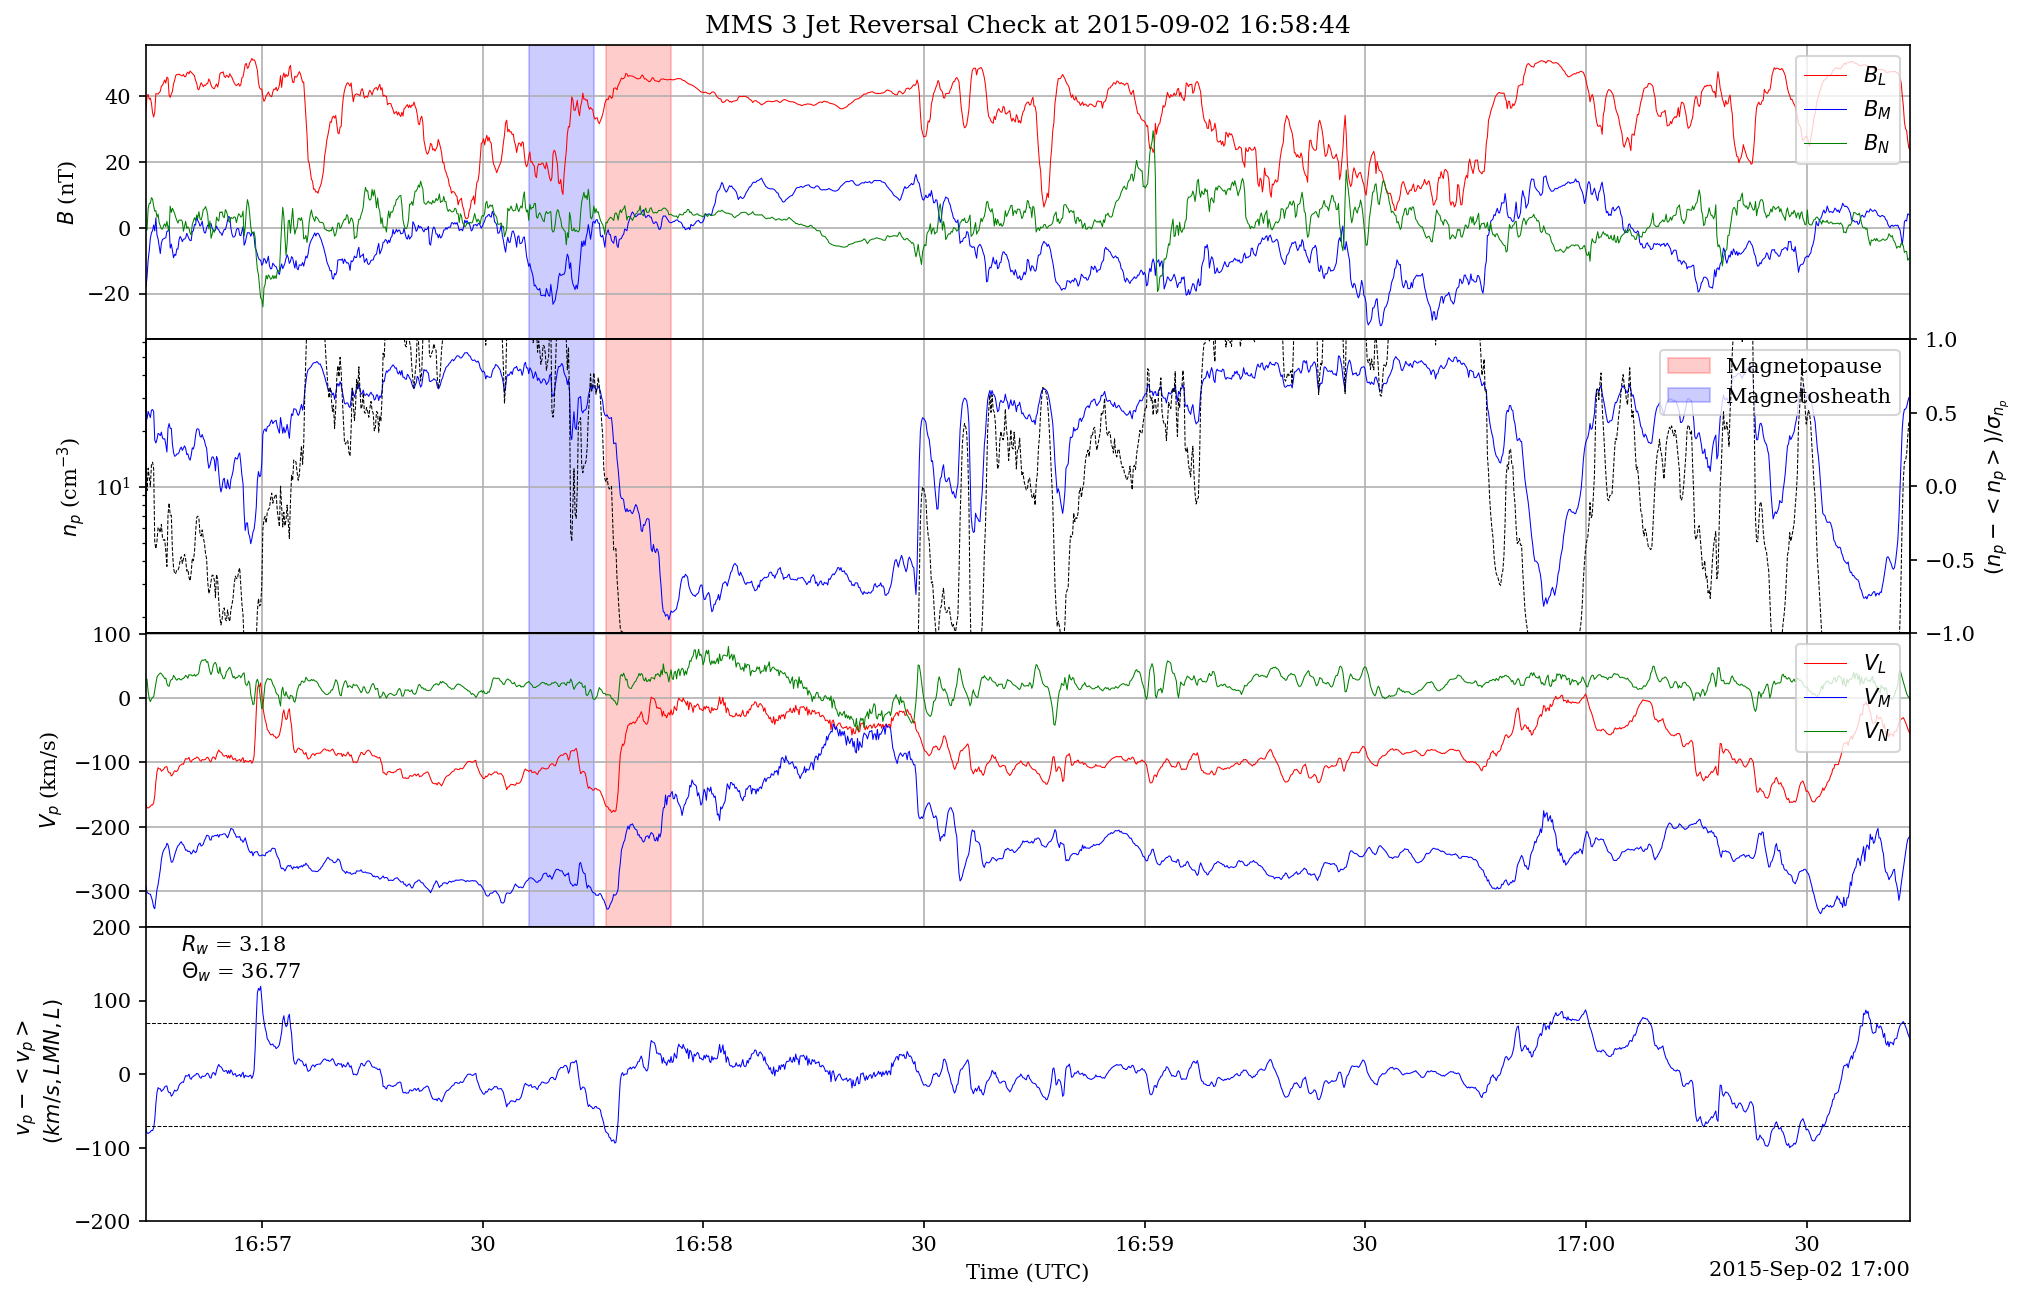 MMS 3 Jet Reversal Check at 2015-09-02 16:58:44
B (nT)
40
20
0
−20
B_L
B_M
B_N
n_p (cm^{-3})
10^1
1.0
0.5
0.0
−0.5
−1.0
(n_p − < n_p >)/σ_{n_p}
Magnetopause
Magnetosheath
V_p (km/s)
100
0
−100
−200
−300
V_L
V_M
V_N
v_p − < v_p >
(km/s, LMN, L)
200
100
0
−100
−200
R_w = 3.18
Θ_w = 36.77
16:57
30
16:58
30
16:59
30
17:00
30
Time (UTC)
2015-Sep-02 17:00